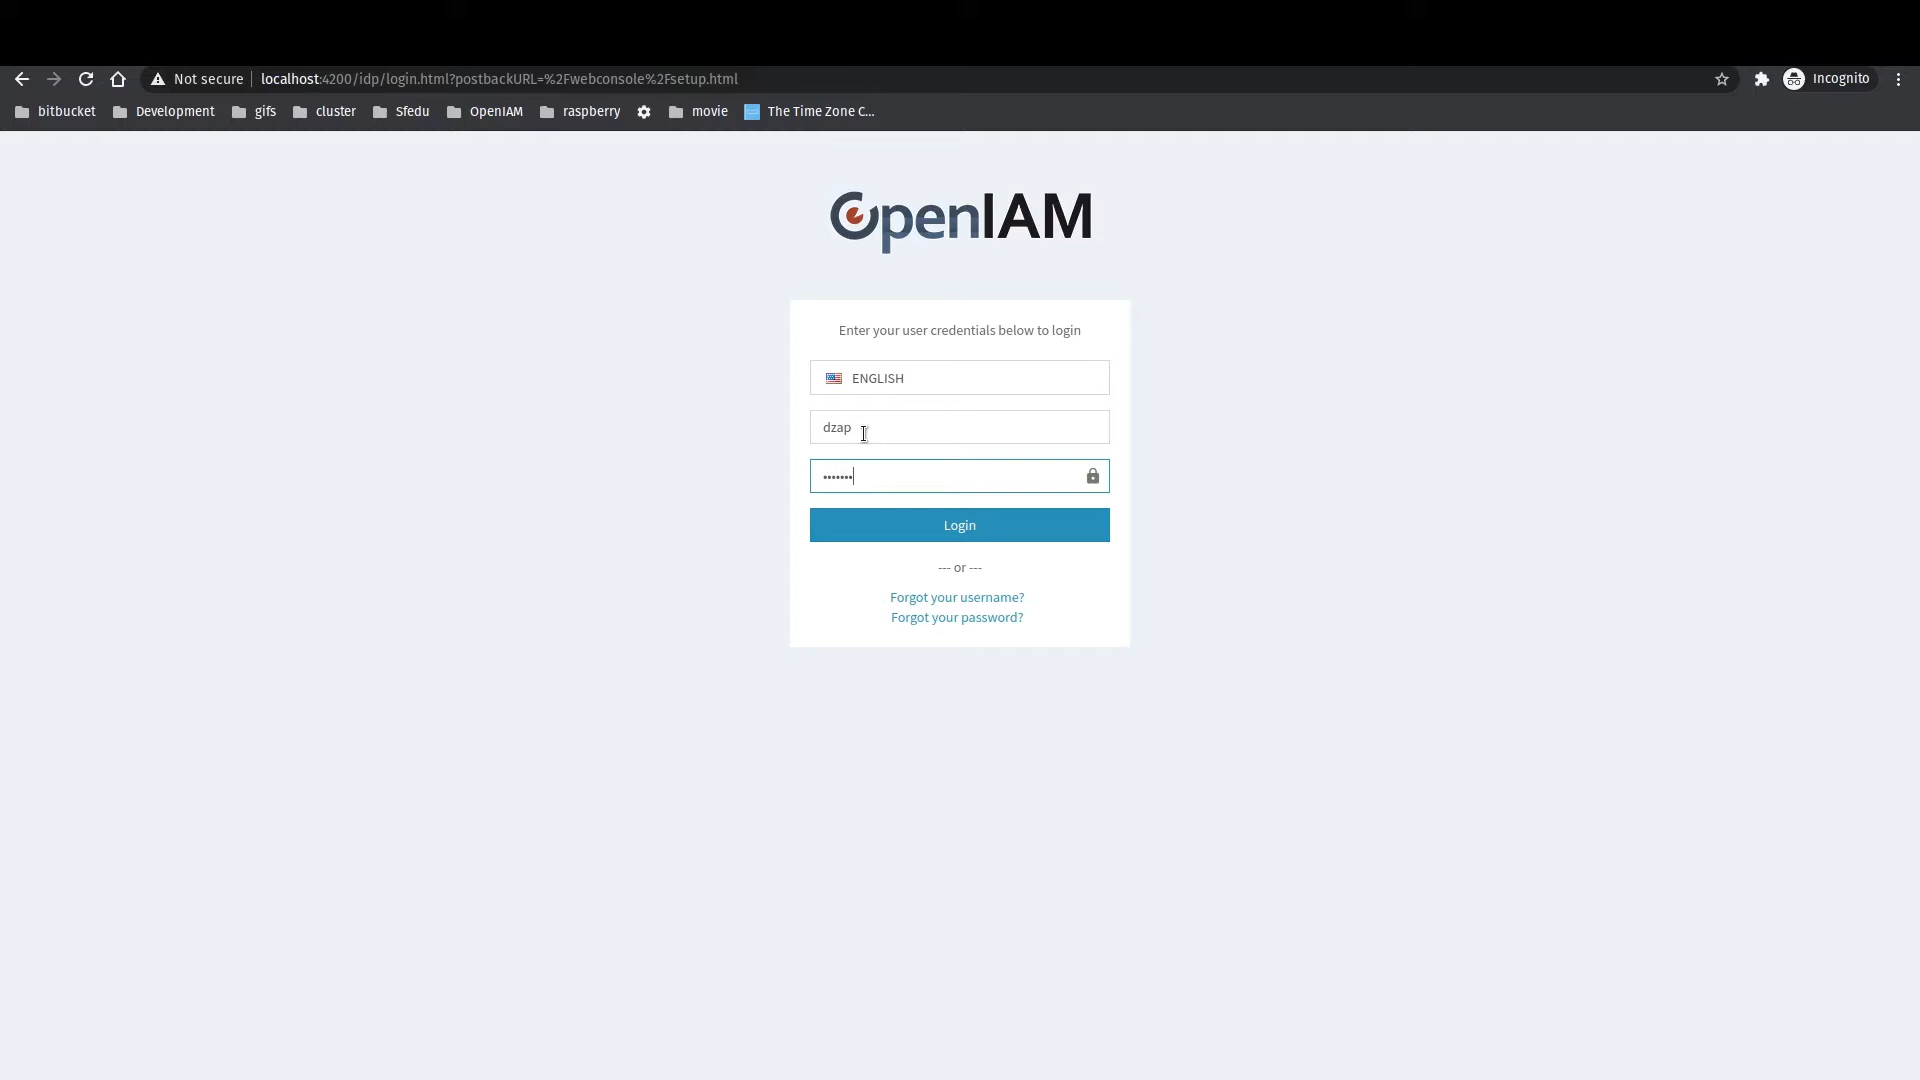 Not secure localhost:4200/idp/login.html?postbackURL=%2Fwebconsole%2Fsetup.html Incognito
bitbucket Development gifs cluster Sfedu OpenIAM raspberry movie The Time Zone C...
OpenIAM
Enter your user credentials below to login
ENGLISH
dzap
•••••••
Login
--- or ---
Forgot your username?
Forgot your password?